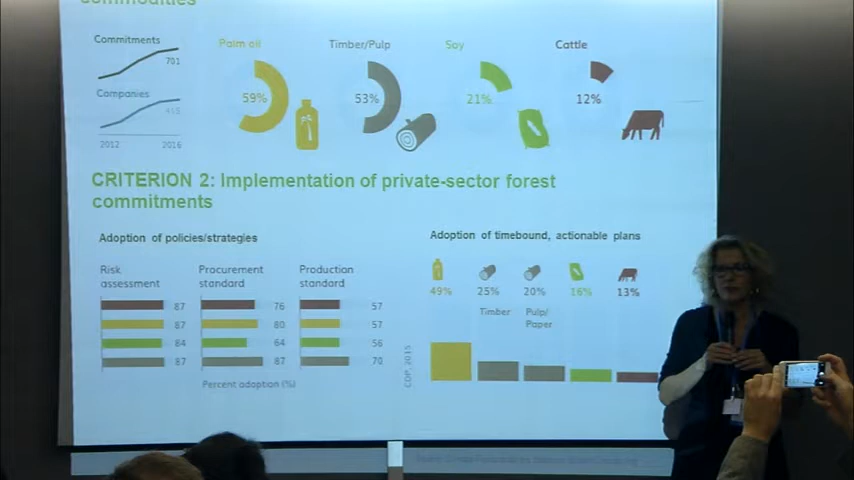 commodities
Commitments
701
Companies
415
2012 2016
Palm oil
59%
Timber/Pulp
53%
Soy
21%
Cattle
12%
CRITERION 2: Implementation of private-sector forest
commitments
Adoption of policies/strategies
Risk
assessment
Procurement
standard
Production
standard
87 76 57
87 80 57
84 64 56
87 87 70
Percent adoption (%)
Adoption of timebound, actionable plans
49% 25% 20% 16% 13%
Timber
Pulp/
Paper
CDP, 2015